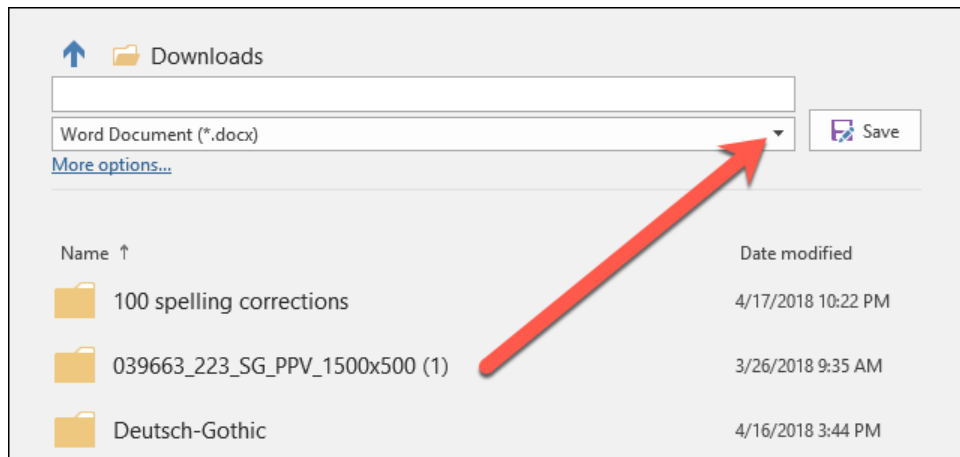 Downloads
Word Document (*.docx)
Save
More options...
Name ↑ Date modified
100 spelling corrections 4/17/2018 10:22 PM
039663_223_SG_PPV_1500x500 (1) 3/26/2018 9:35 AM
Deutsch-Gothic 4/16/2018 3:44 PM